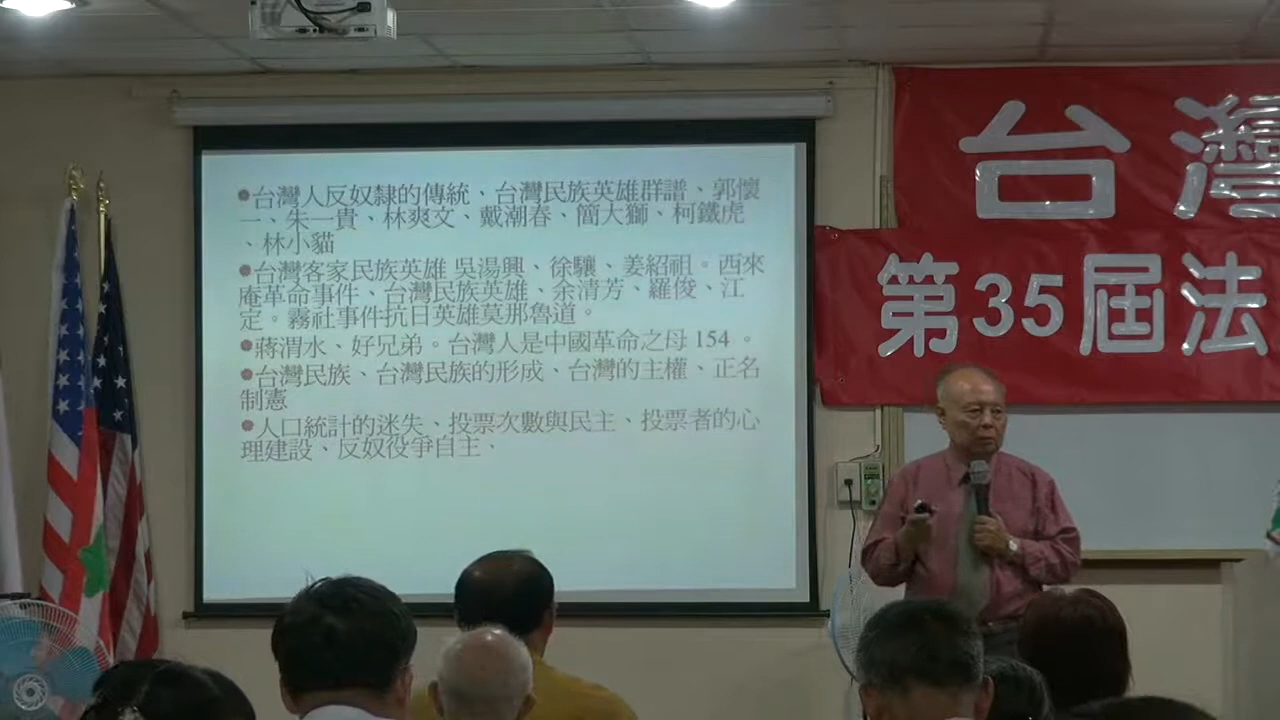 台灣人反奴隸的傳統、台灣民族英雄群譜、郭懷
一、朱一貴、林爽文、戴潮春、簡大獅、柯鐵虎
、林小貓
台灣客家民族英雄 吳湯興、徐驤、姜紹祖。西來
庵革命事件、台灣民族英雄、余清芳、羅俊、江
定。霧社事件抗日英雄莫那魯道。
蔣渭水、好兄弟。台灣人是中國革命之母 154 。
台灣民族、台灣民族的形成、台灣的主權、正名
制憲
人口統計的迷失、投票次數與民主、投票者的心
理建設、反奴役爭自主、
台灣
第35屆法